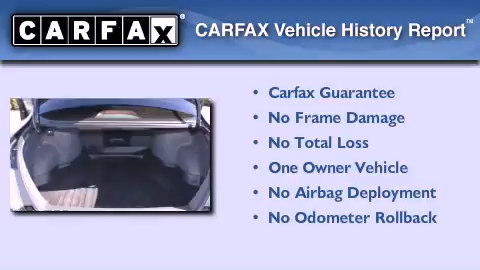 CARFAX® CARFAX Vehicle History Report™
• Carfax Guarantee
• No Frame Damage
• No Total Loss
• One Owner Vehicle
• No Airbag Deployment
• No Odometer Rollback